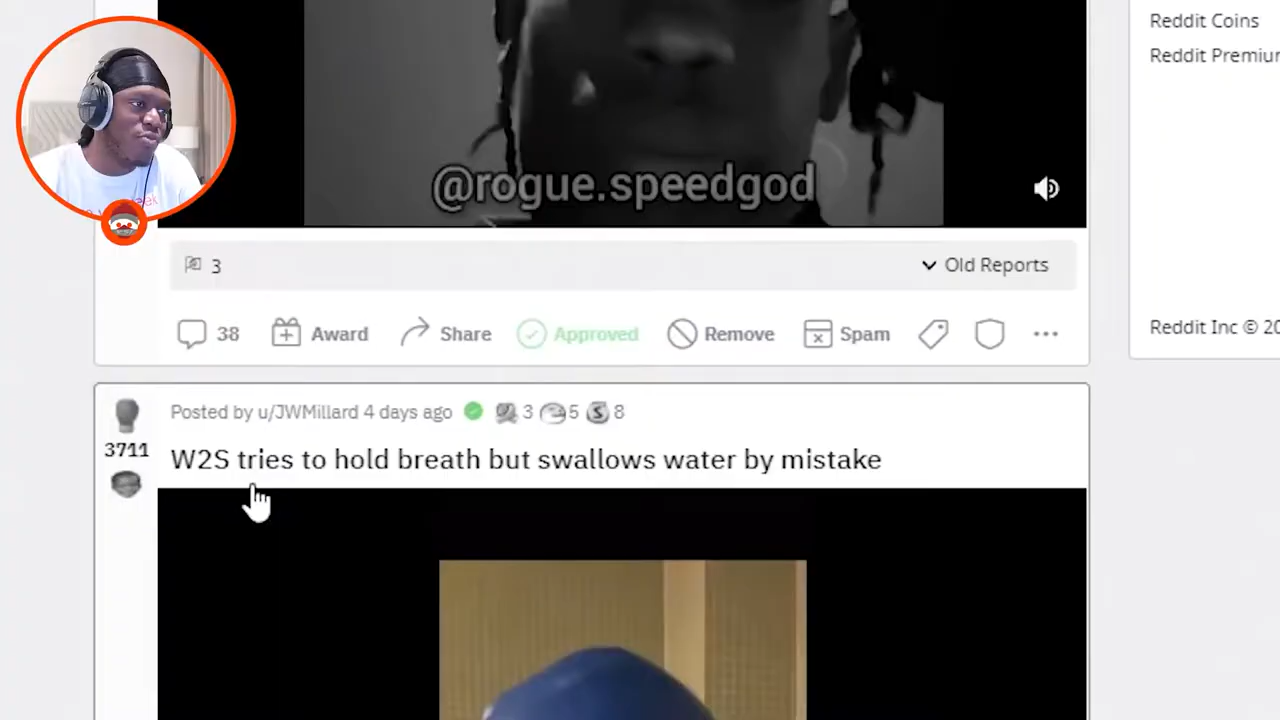 Reddit Coins
Reddit Premium
@rogue.speedgod
3
Old Reports
38 Award Share Approved Remove Spam
Reddit Inc © 20
Posted by u/JWMillard 4 days ago 3 5 8
3711
W2S tries to hold breath but swallows water by mistake